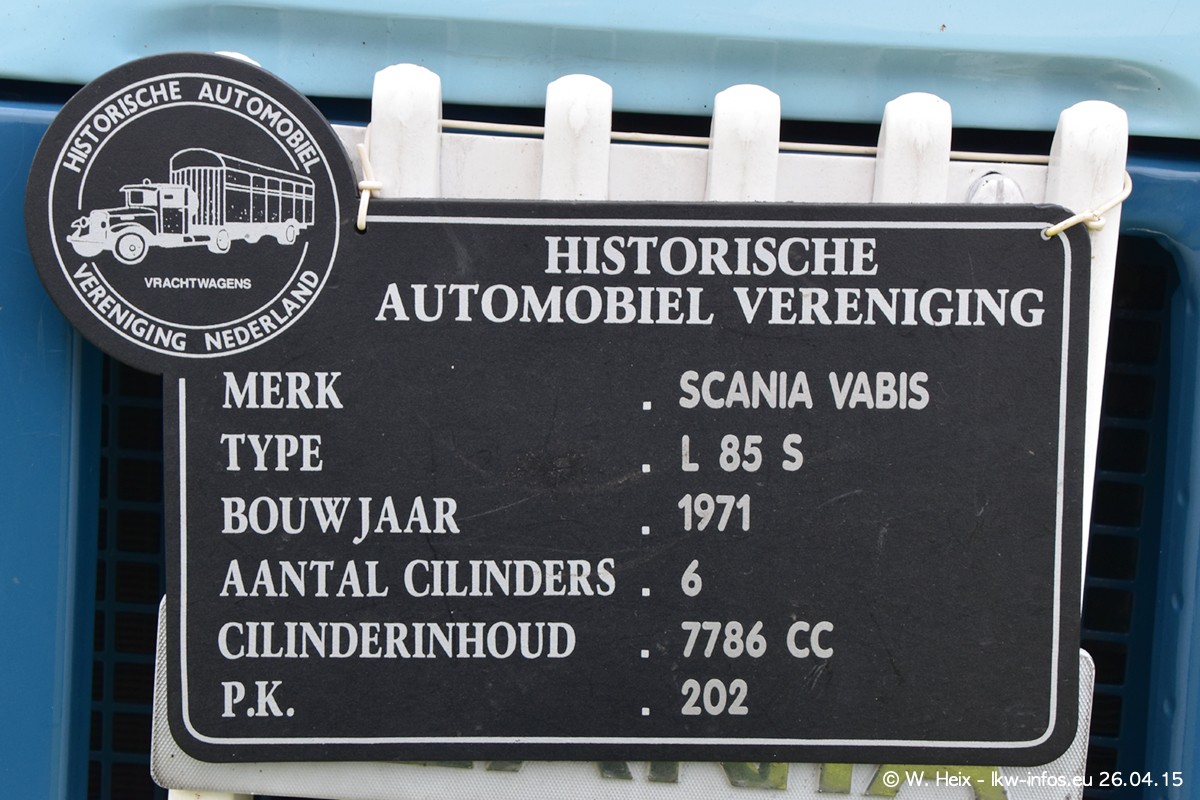 HISTORISCHE AUTOMOBIEL
VRACHTWAGENS
VERENIGING NEDERLAND
HISTORISCHE
AUTOMOBIEL VERENIGING
MERK . SCANIA VABIS
TYPE . L 85 S
BOUWJAAR . 1971
AANTAL CILINDERS . 6
CILINDERINHOUD . 7786 CC
P.K. . 202
© W. Heix - lkw-infos.eu 26.04.15